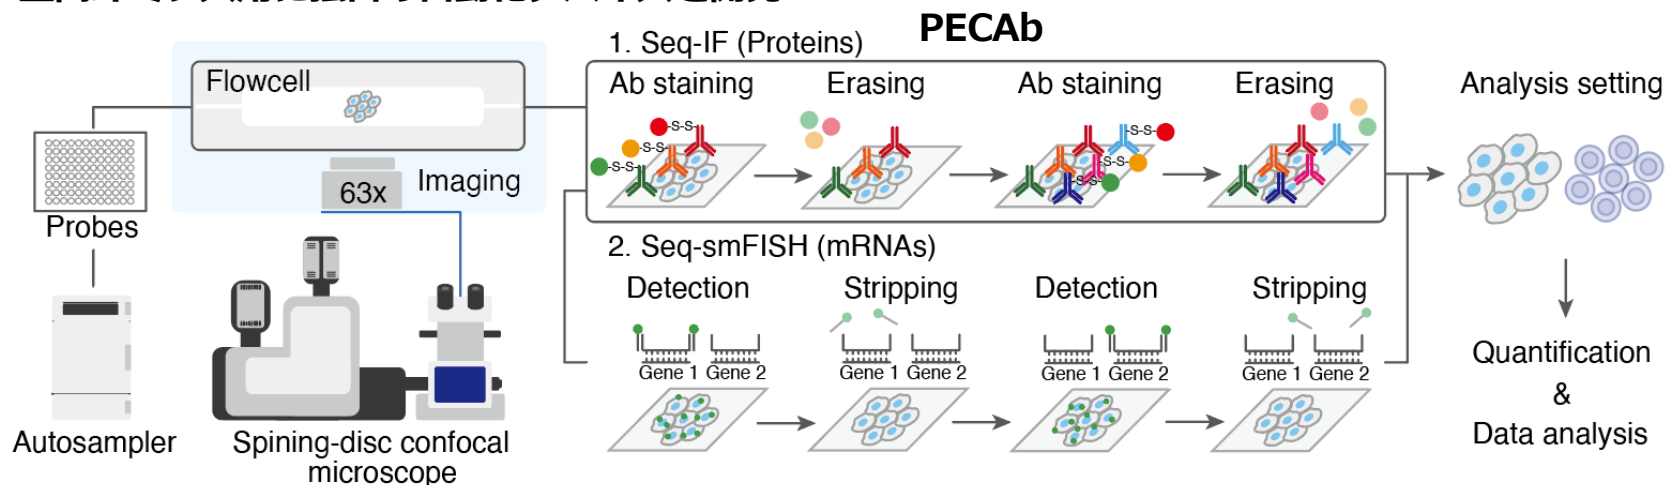 PECAb
1. Seq-IF (Proteins)
Flowcell
Ab staining
Erasing
Ab staining
Erasing
Analysis setting
-S-S-
-S-S-
-S-S-
-S-S-
-S-S-
-S-S-
63x
Imaging
Probes
2. Seq-smFISH (mRNAs)
Detection
Stripping
Detection
Stripping
Gene 1
Gene 2
Gene 1
Gene 2
Gene 1
Gene 2
Gene 1
Gene 2
Quantification
&
Data analysis
Autosampler
Spining-disc confocal
microscope